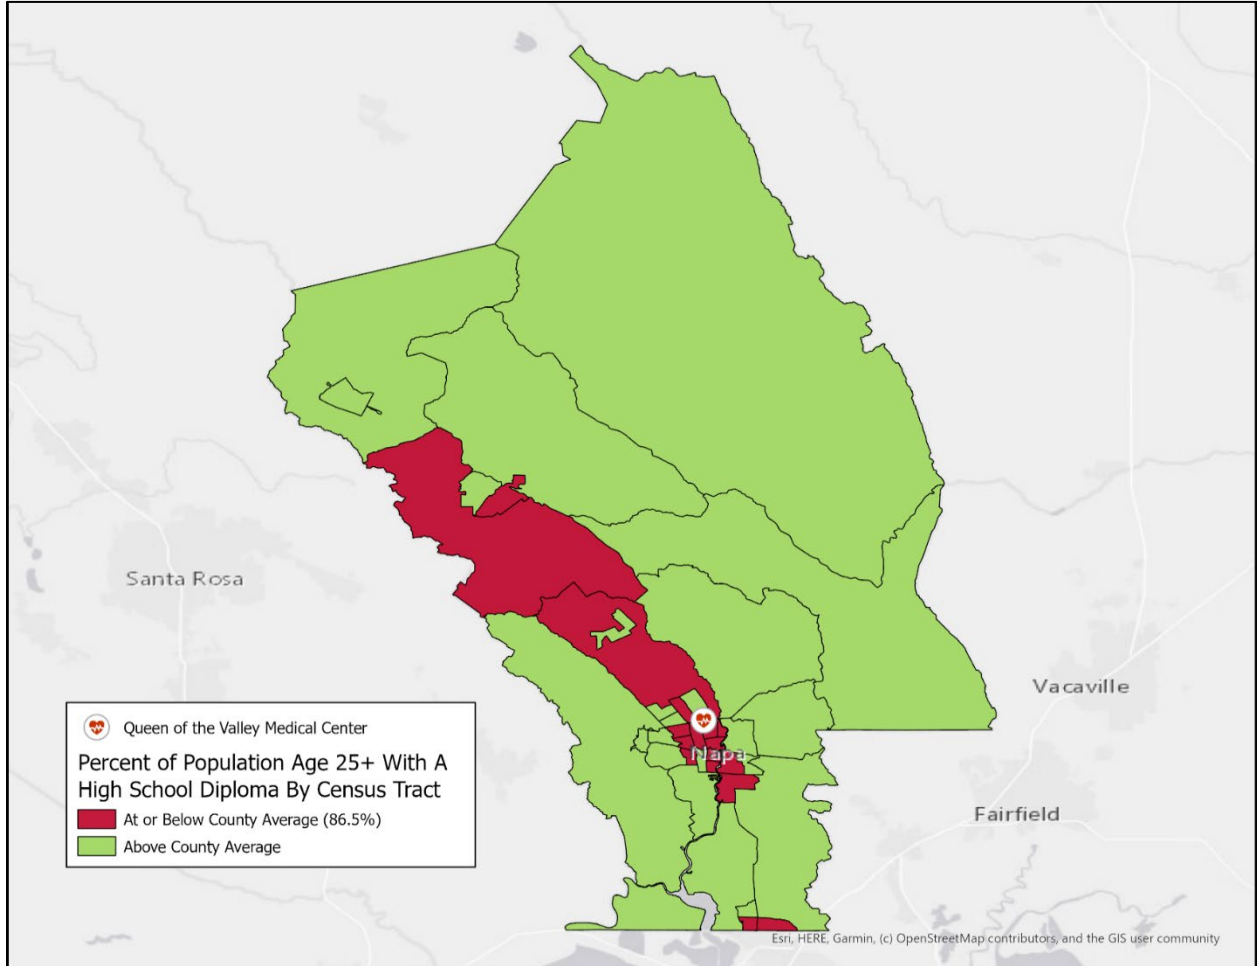 Santa Rosa
Vacaville
Napa
Fairfield
Queen of the Valley Medical Center
Percent of Population Age 25+ With A
High School Diploma By Census Tract
At or Below County Average (86.5%)
Above County Average
Esri, HERE, Garmin, (c) OpenStreetMap contributors, and the GIS user community